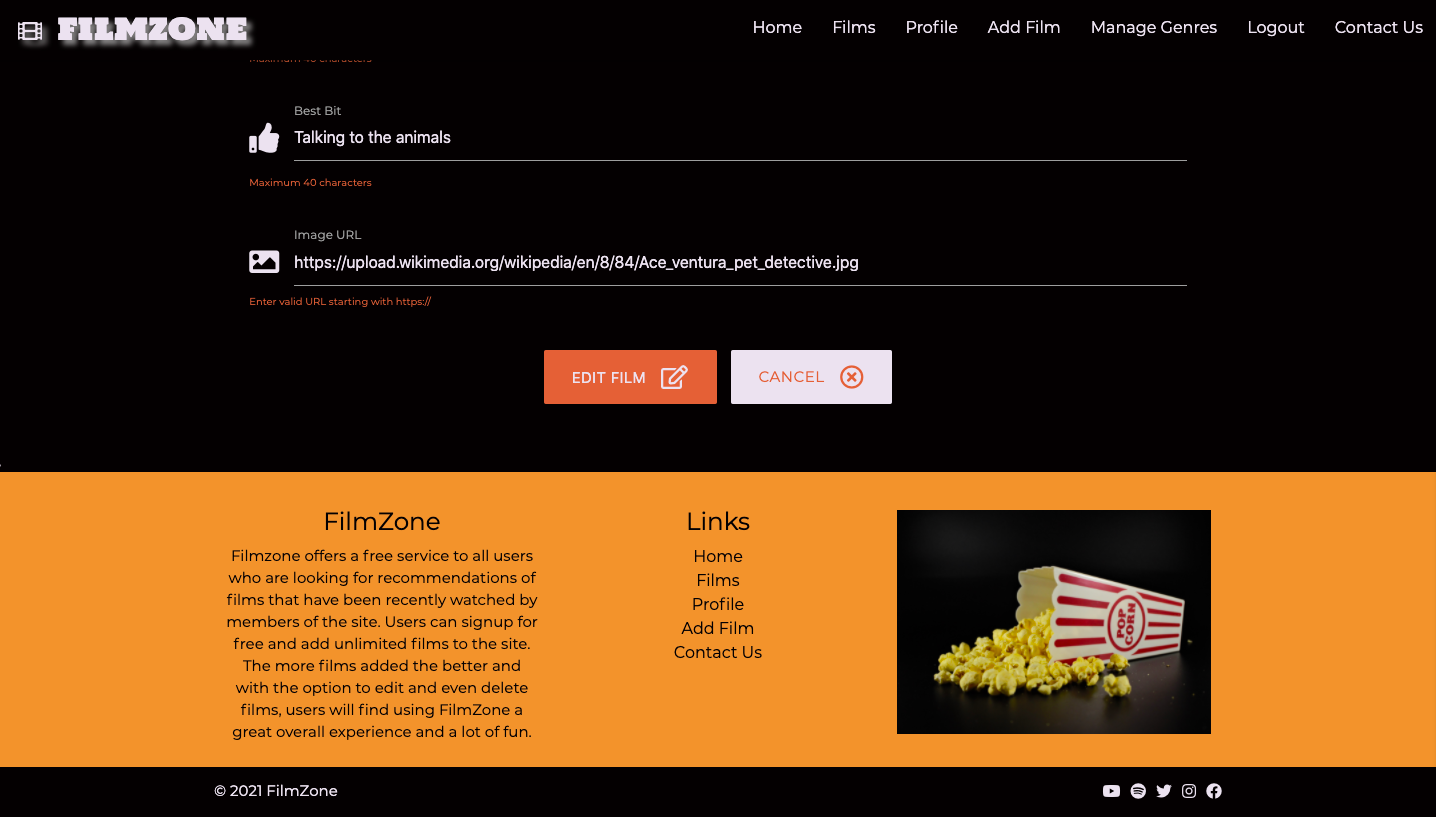 FILMZONE
Home Films Profile Add Film Manage Genres Logout Contact Us
Maximum 40 characters
Best Bit
Talking to the animals
Maximum 40 characters
Image URL
https://upload.wikimedia.org/wikipedia/en/8/84/Ace_ventura_pet_detective.jpg
Enter valid URL starting with https://
EDIT FILM
CANCEL
FilmZone
Filmzone offers a free service to all users
who are looking for recommendations of
films that have been recently watched by
members of the site. Users can signup for
free and add unlimited films to the site.
The more films added the better and
with the option to edit and even delete
films, users will find using FilmZone a
great overall experience and a lot of fun.
Links
Home
Films
Profile
Add Film
Contact Us
POP
CORN
© 2021 FilmZone